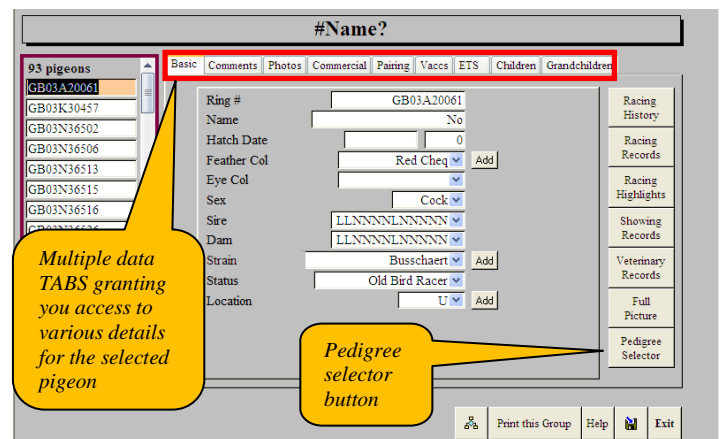 #Name?
93 pigeons
GB03A20061
GB03K30457
GB03N36502
GB03N36506
GB03N36513
GB03N36515
GB03N36516
Basic Comments Photos Commercial Pairing Vaccs ETS Children Grandchildren
Ring # GB03A20061
Name No
Hatch Date 0
Feather Col Red Cheq Add
Eye Col
Sex Cock
Sire LLNNNNLNNNNN
Dam LLNNNNLNNNNN
Strain Busschaert Add
Status Old Bird Racer
Location U Add
Racing
History
Racing
Records
Racing
Highlights
Showing
Records
Veterinary
Records
Full
Picture
Pedigree
Selector
Multiple data
TABS granting
you access to
various details
for the selected
pigeon
Pedigree
selector
button
Print this Group Help Exit